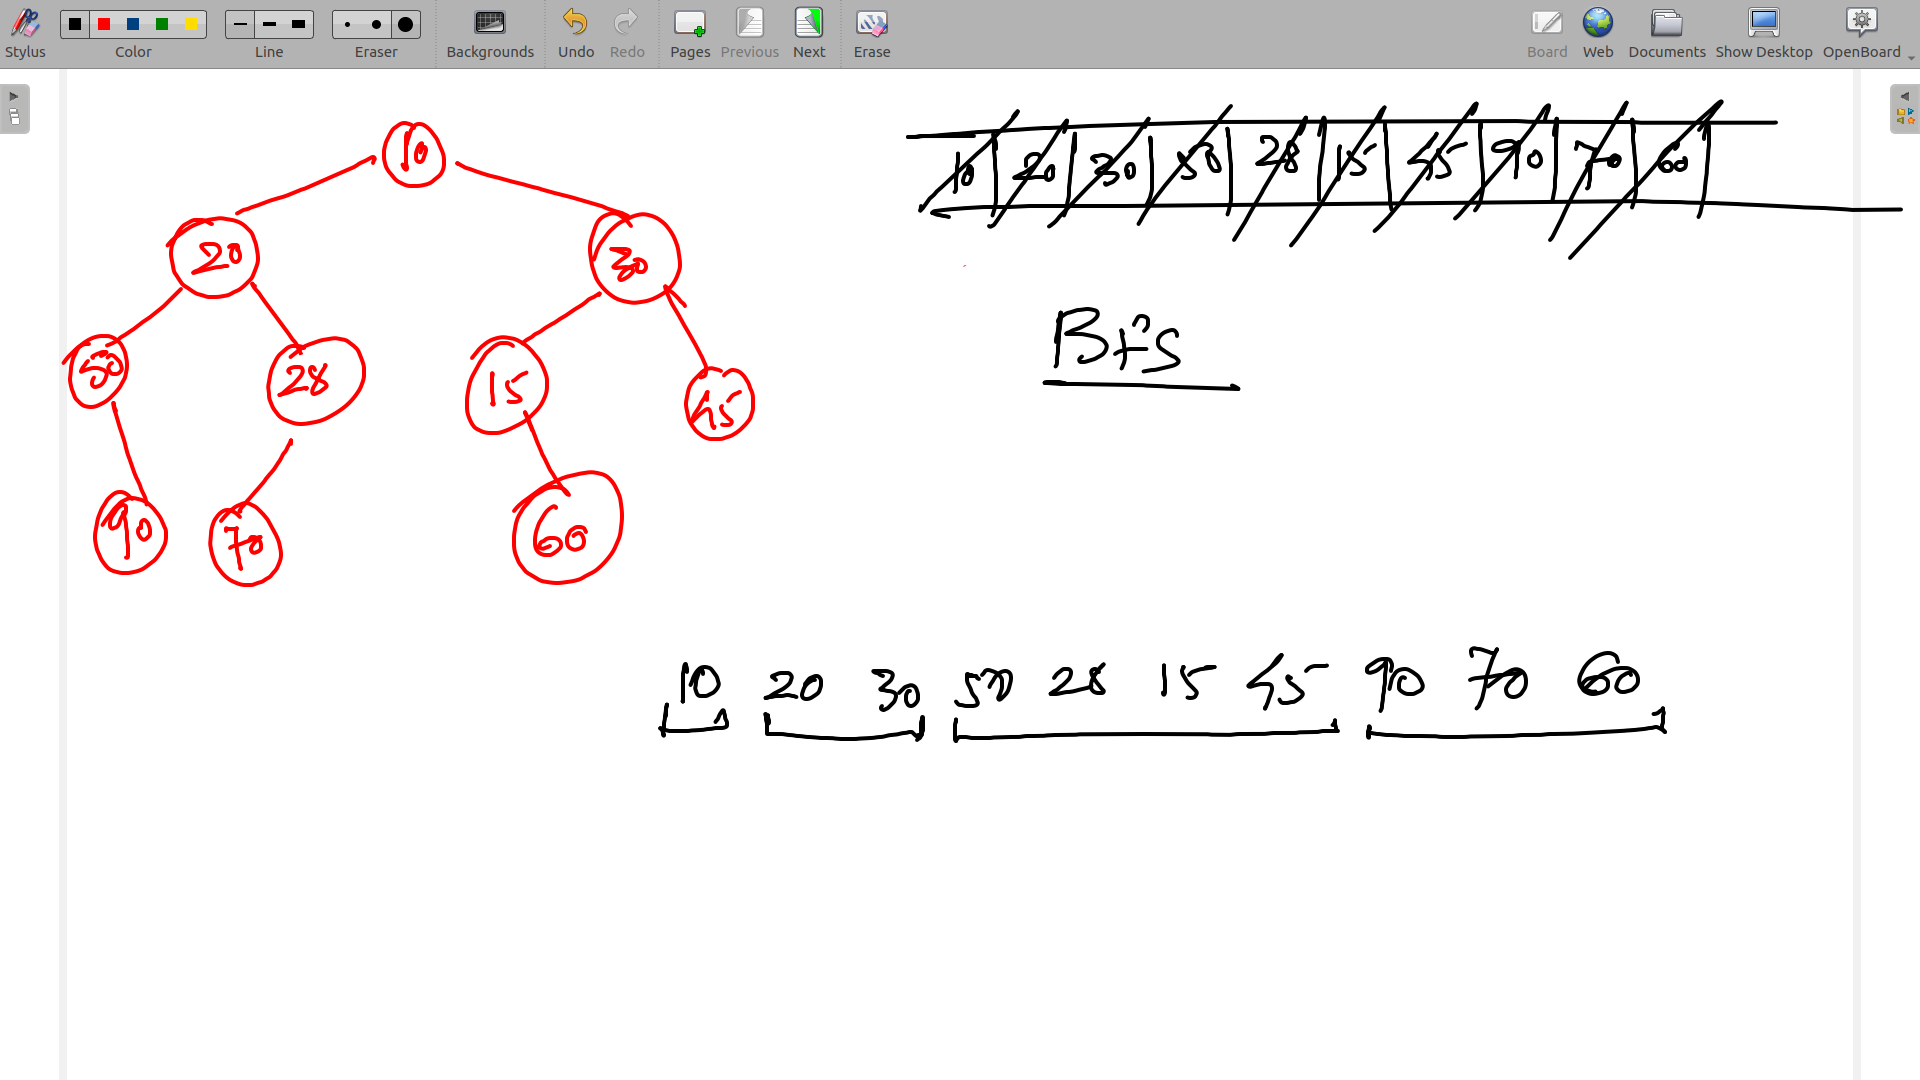 Stylus Color Line Eraser Backgrounds Undo Redo Pages Previous Next Erase Board Web Documents Show Desktop OpenBoard
10
20 30
50 28 15 45
90 70 60
10 20 30 50 28 15 45 90 70 60
Bfs
10 20 30 50 28 15 45 90 70 60